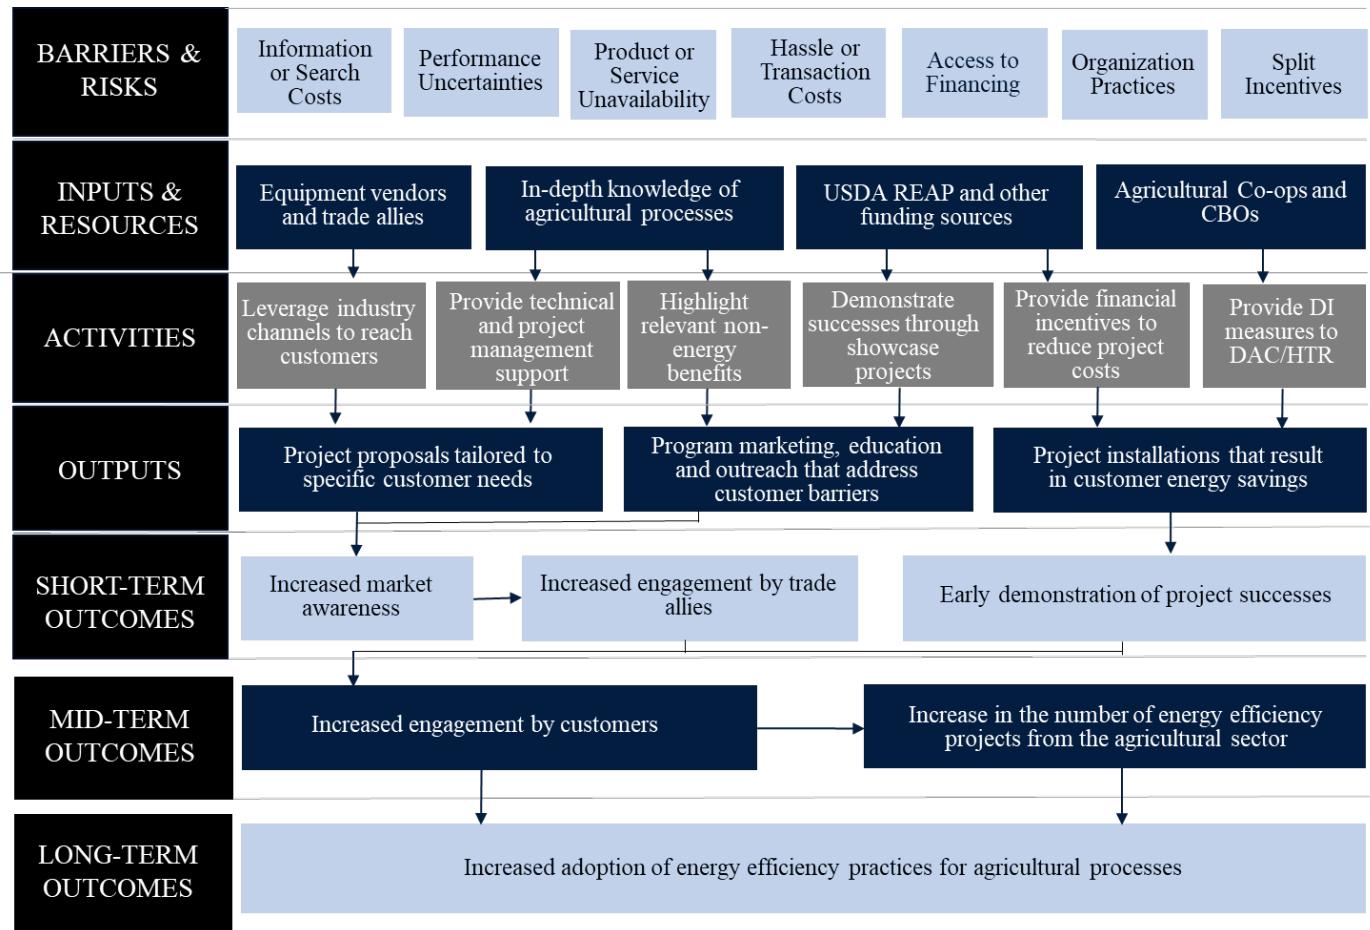 BARRIERS &
RISKS
Information
or Search
Costs
Performance
Uncertainties
Product or
Service
Unavailability
Hassle or
Transaction
Costs
Access to
Financing
Organization
Practices
Split
Incentives
INPUTS &
RESOURCES
Equipment vendors
and trade allies
In-depth knowledge of
agricultural processes
USDA REAP and other
funding sources
Agricultural Co-ops and
CBOs
ACTIVITIES
Leverage industry
channels to reach
customers
Provide technical
and project
management
support
Highlight
relevant non-
energy
benefits
Demonstrate
successes through
showcase
projects
Provide financial
incentives to
reduce project
costs
Provide DI
measures to
DAC/HTR
OUTPUTS
Project proposals tailored to
specific customer needs
Program marketing, education
and outreach that address
customer barriers
Project installations that result
in customer energy savings
SHORT-TERM
OUTCOMES
Increased market
awareness
Increased engagement by trade
allies
Early demonstration of project successes
MID-TERM
OUTCOMES
Increased engagement by customers
Increase in the number of energy efficiency
projects from the agricultural sector
LONG-TERM
OUTCOMES
Increased adoption of energy efficiency practices for agricultural processes